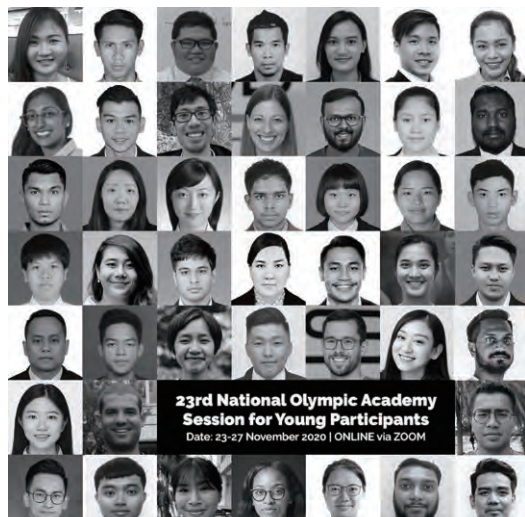 23rd National Olympic Academy
Session for Young Participants
Date: 23-27 November 2020 | ONLINE via ZOOM